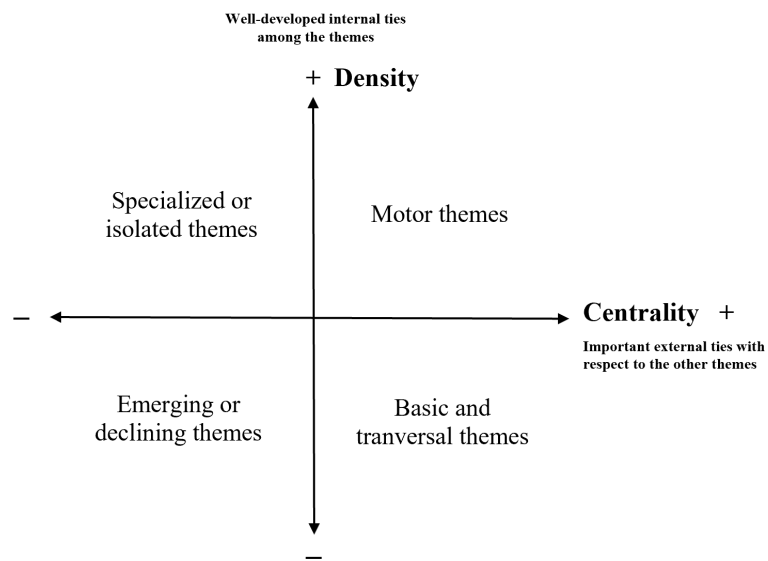 Well-developed internal ties
among the themes
+ Density
Specialized or
isolated themes
Motor themes
–
Centrality +
Important external ties with
respect to the other themes
Emerging or
declining themes
Basic and
tranversal themes
–